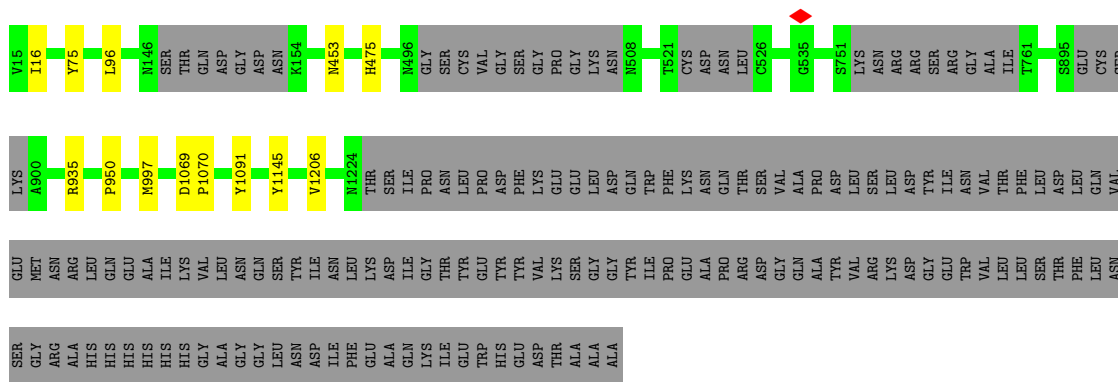 V15 I16 Y75 L96 N146 SER THR GLN ASP GLY ASP ASN K154 N453 H475 N496 GLY SER CYS VAL GLY SER GLY PRO GLY LYS ASN N508 T521 CYS ASP ASN LEU C526 G535 S751 LYS ASN ARG ARG SER ARG GLY ALA ILE T761 S895 GLU CYS SER
LYS A900 R935 P950 M997 D1069 P1070 Y1091 Y1145 V1206 N1224 THR SER ILE PRO ASN LEU PRO ASP PHE LYS GLU GLU LEU ASP GLN TRP PHE LYS ASN GLN THR SER VAL ALA PRO ASP LEU SER LEU ASP TYR ILE ASN VAL THR PHE LEU ASP LEU GLN VAL
GLU MET ASN ARG LEU GLN GLU ALA ILE LYS VAL LEU ASN GLN SER TYR ILE ASN LEU LYS ASP ILE GLY THR TYR GLU TYR TYR VAL LYS SER GLY GLY TYR ILE PRO GLU ALA PRO ARG ASP GLY GLN ALA TYR VAL ARG LYS ASP GLY GLU TRP VAL LEU LEU SER THR PHE LEU ASN
SER GLY ARG ALA HIS HIS HIS HIS HIS HIS GLY ALA GLY GLY LEU ASN ASP ILE PHE GLU ALA GLN LYS ILE GLU TRP HIS GLU ASP THR ALA ALA ALA